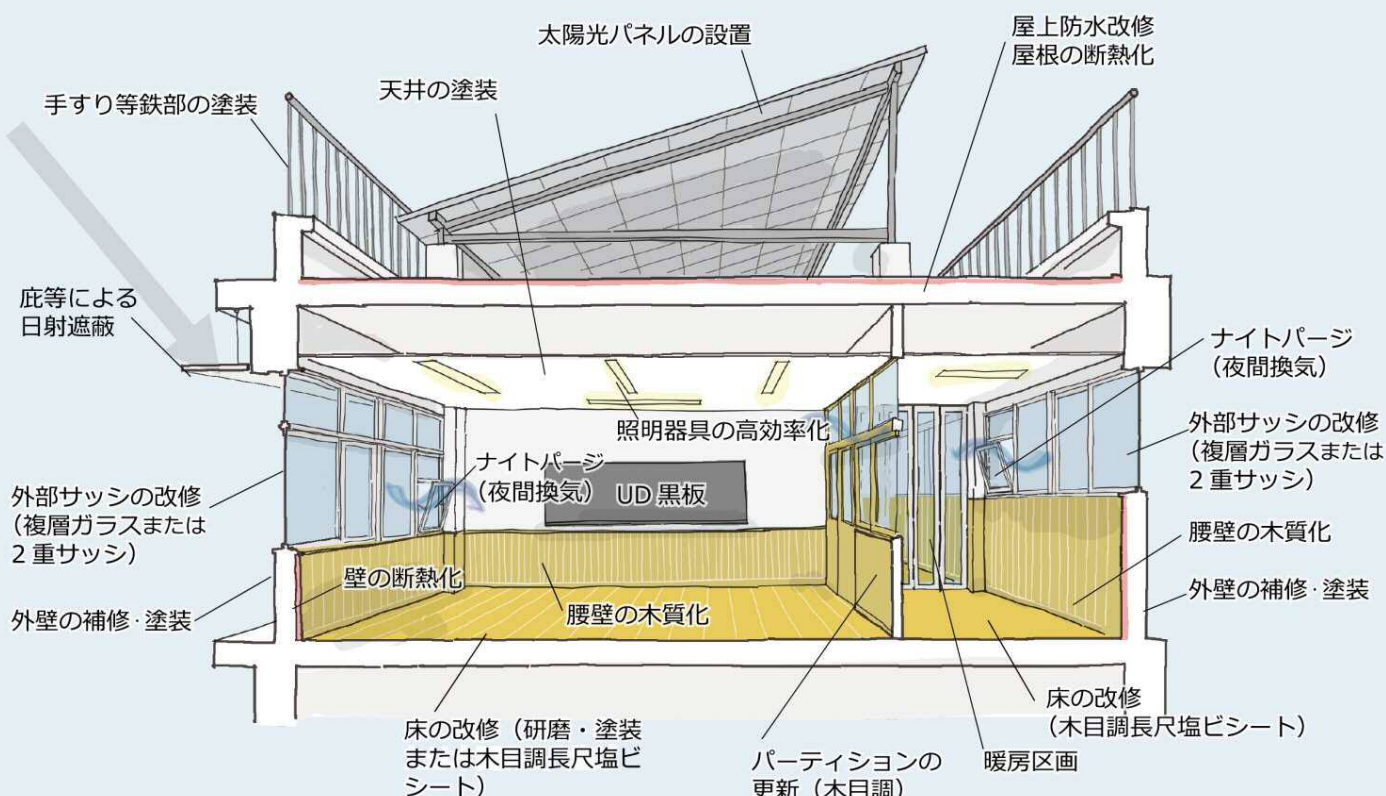 太陽光パネルの設置
屋上防水改修
屋根の断熱化
手すり等鉄部の塗装
天井の塗装
庇等による
日射遮蔽
ナイトパージ
（夜間換気）
照明器具の高効率化
外部サッシの改修
（複層ガラスまたは
２重サッシ）
ナイトパージ
（夜間換気）
UD 黒板
外部サッシの改修
（複層ガラスまたは
２重サッシ）
腰壁の木質化
壁の断熱化
外壁の補修・塗装
腰壁の木質化
外壁の補修・塗装
床の改修（研磨・塗装
または木目調長尺塩ビ
シート）
パーティションの
更新（木目調）
暖房区画
床の改修
（木目調長尺塩ビシート）